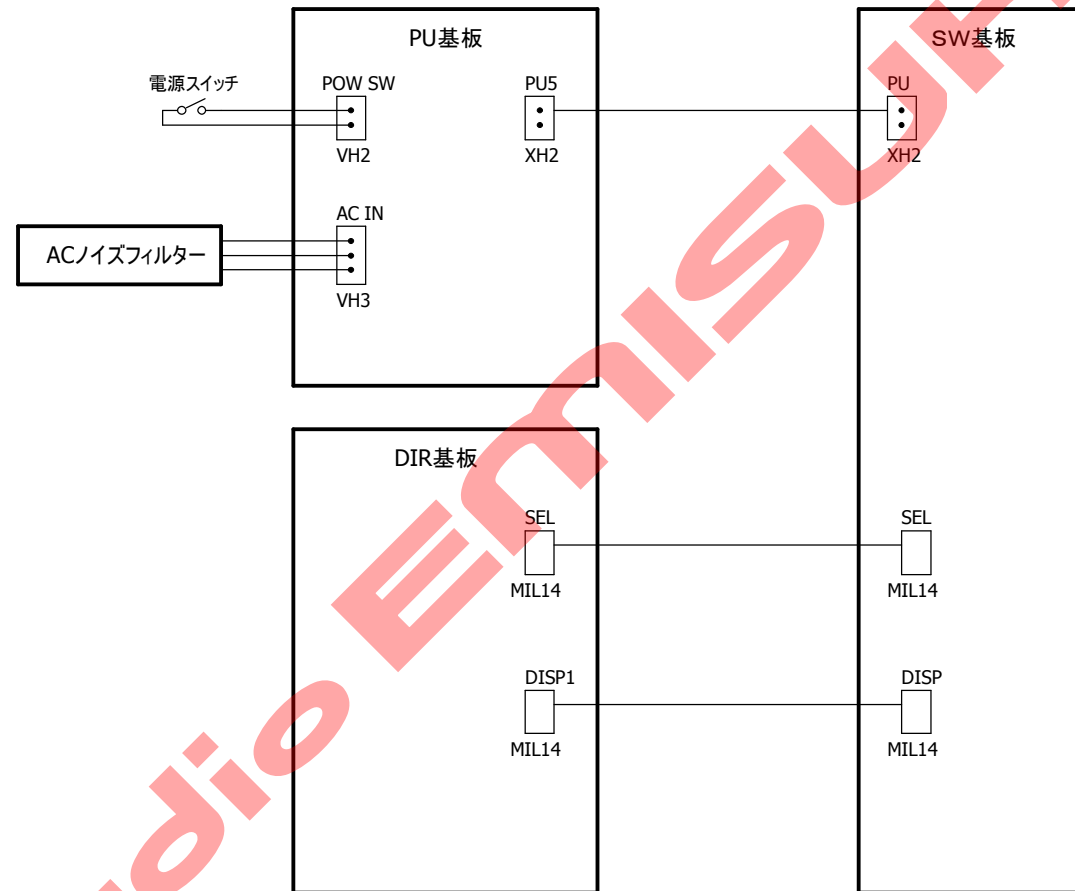 PU基板
SW基板
電源スイッチ
POW SW
PU5
PU
VH2
XH2
XH2
AC IN
ACノイズフィルター
VH3
DIR基板
SEL
SEL
MIL14
MIL14
DISP1
DISP
MIL14
MIL14
dio EmiSUK